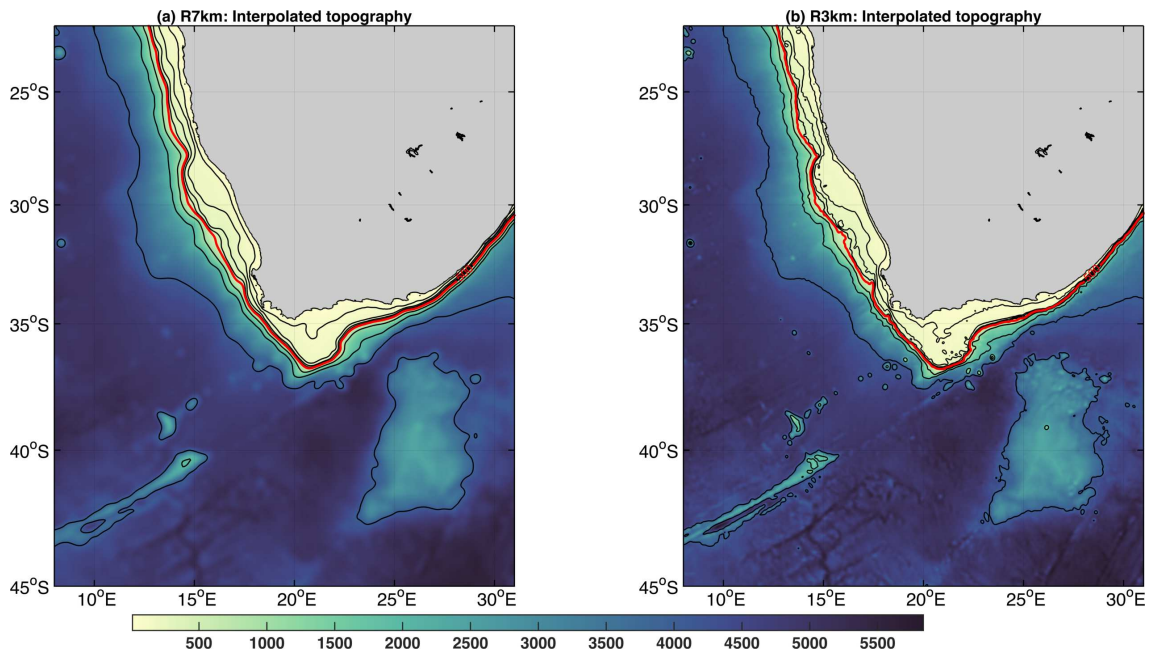 (a) R7km: Interpolated topography
(b) R3km: Interpolated topography
25°S
30°S
35°S
40°S
45°S
10°E 15°E 20°E 25°E 30°E
25°S
30°S
35°S
40°S
45°S
10°E 15°E 20°E 25°E 30°E
500 1000 1500 2000 2500 3000 3500 4000 4500 5000 5500